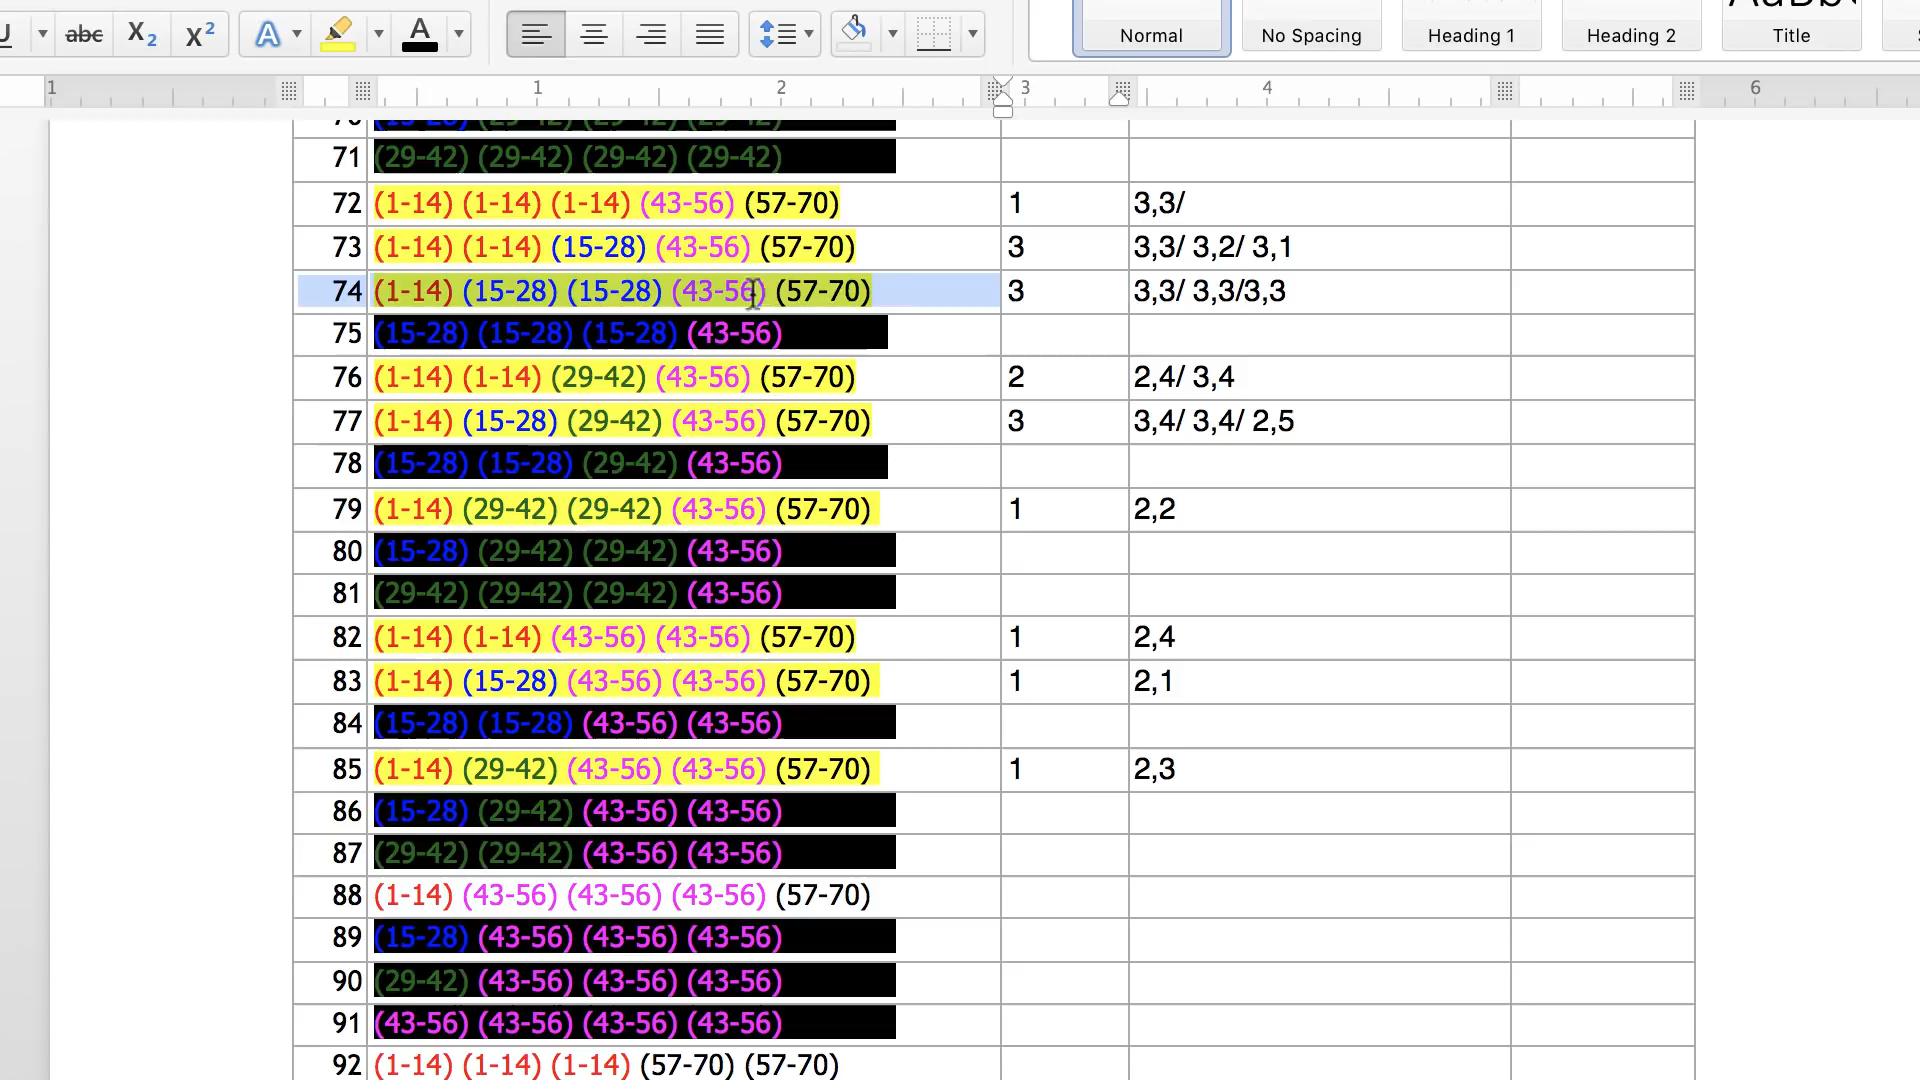 U abc X2 X2 A A Normal No Spacing Heading 1 Heading 2 Title
1 1 2 3 4 6
70 (15-28) (29-42) (29-42) (29-42)
71 (29-42) (29-42) (29-42) (29-42)
72 (1-14) (1-14) (1-14) (43-56) (57-70) 1 3,3/
73 (1-14) (1-14) (15-28) (43-56) (57-70) 3 3,3/ 3,2/ 3,1
74 (1-14) (15-28) (15-28) (43-56) (57-70) 3 3,3/ 3,3/3,3
75 (15-28) (15-28) (15-28) (43-56)
76 (1-14) (1-14) (29-42) (43-56) (57-70) 2 2,4/ 3,4
77 (1-14) (15-28) (29-42) (43-56) (57-70) 3 3,4/ 3,4/ 2,5
78 (15-28) (15-28) (29-42) (43-56)
79 (1-14) (29-42) (29-42) (43-56) (57-70) 1 2,2
80 (15-28) (29-42) (29-42) (43-56)
81 (29-42) (29-42) (29-42) (43-56)
82 (1-14) (1-14) (43-56) (43-56) (57-70) 1 2,4
83 (1-14) (15-28) (43-56) (43-56) (57-70) 1 2,1
84 (15-28) (15-28) (43-56) (43-56)
85 (1-14) (29-42) (43-56) (43-56) (57-70) 1 2,3
86 (15-28) (29-42) (43-56) (43-56)
87 (29-42) (29-42) (43-56) (43-56)
88 (1-14) (43-56) (43-56) (43-56) (57-70)
89 (15-28) (43-56) (43-56) (43-56)
90 (29-42) (43-56) (43-56) (43-56)
91 (43-56) (43-56) (43-56) (43-56)
92 (1-14) (1-14) (1-14) (57-70) (57-70)